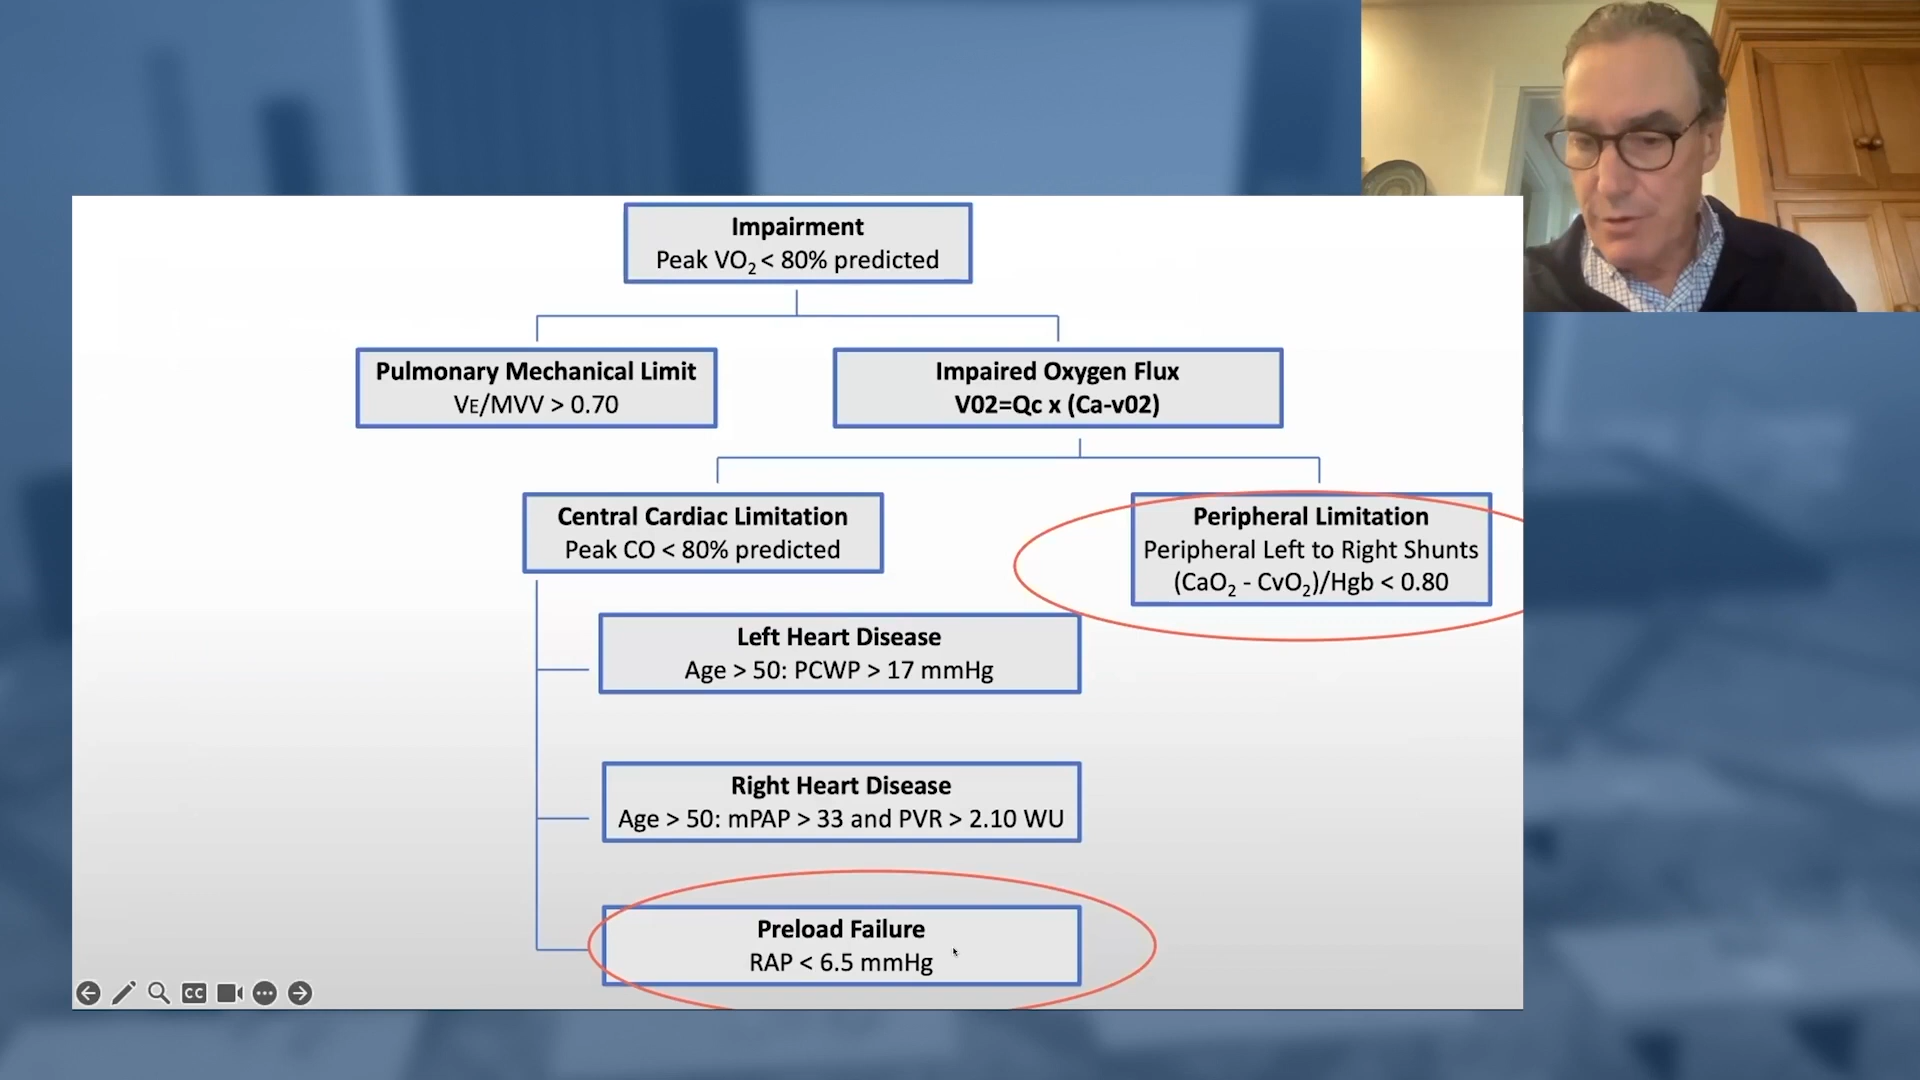 Impairment
Peak VO₂ < 80% predicted
Pulmonary Mechanical Limit
VE/MVV > 0.70
Impaired Oxygen Flux
V02=Qc x (Ca-v02)
Central Cardiac Limitation
Peak CO < 80% predicted
Peripheral Limitation
Peripheral Left to Right Shunts
(CaO₂ - CvO₂)/Hgb < 0.80
Left Heart Disease
Age > 50: PCWP > 17 mmHg
Right Heart Disease
Age > 50: mPAP > 33 and PVR > 2.10 WU
Preload Failure
RAP < 6.5 mmHg
CC